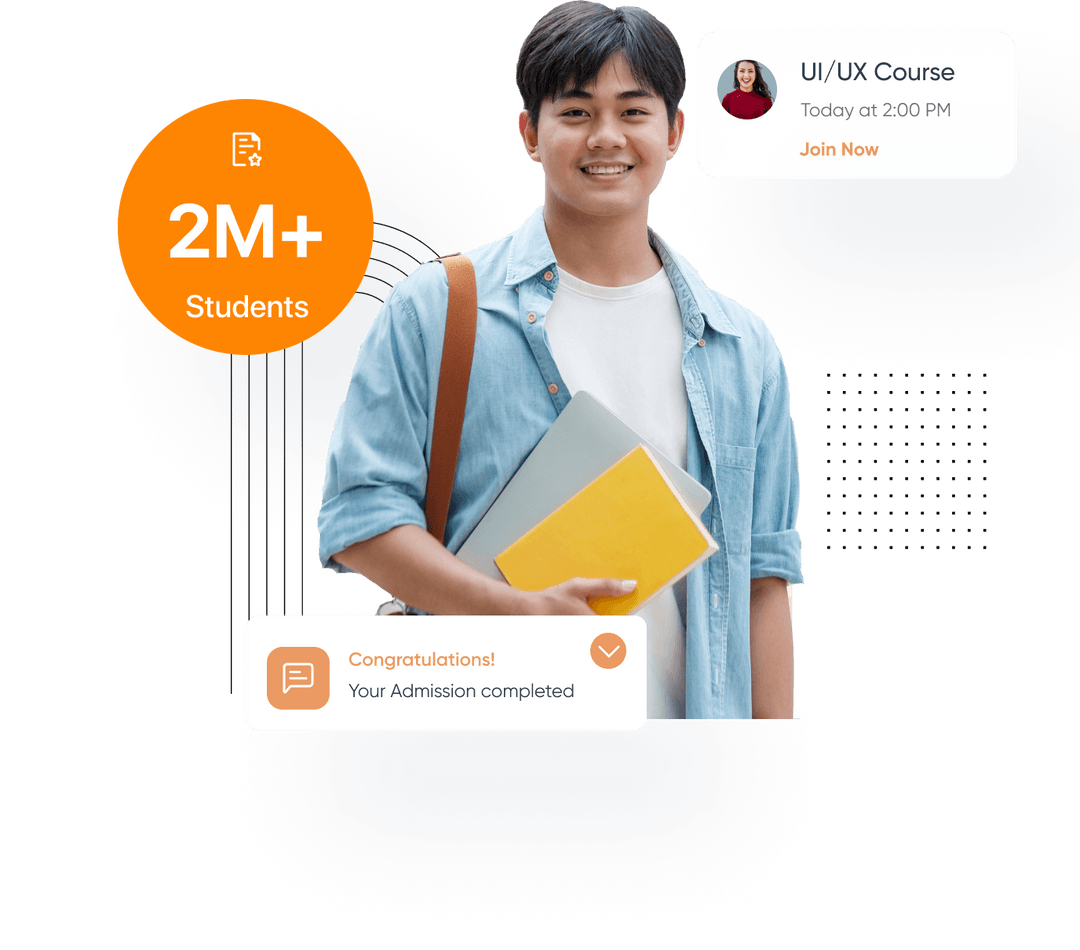 UI/UX Course
Today at 2:00 PM
Join Now
2M+
Students
Congratulations!
Your Admission completed